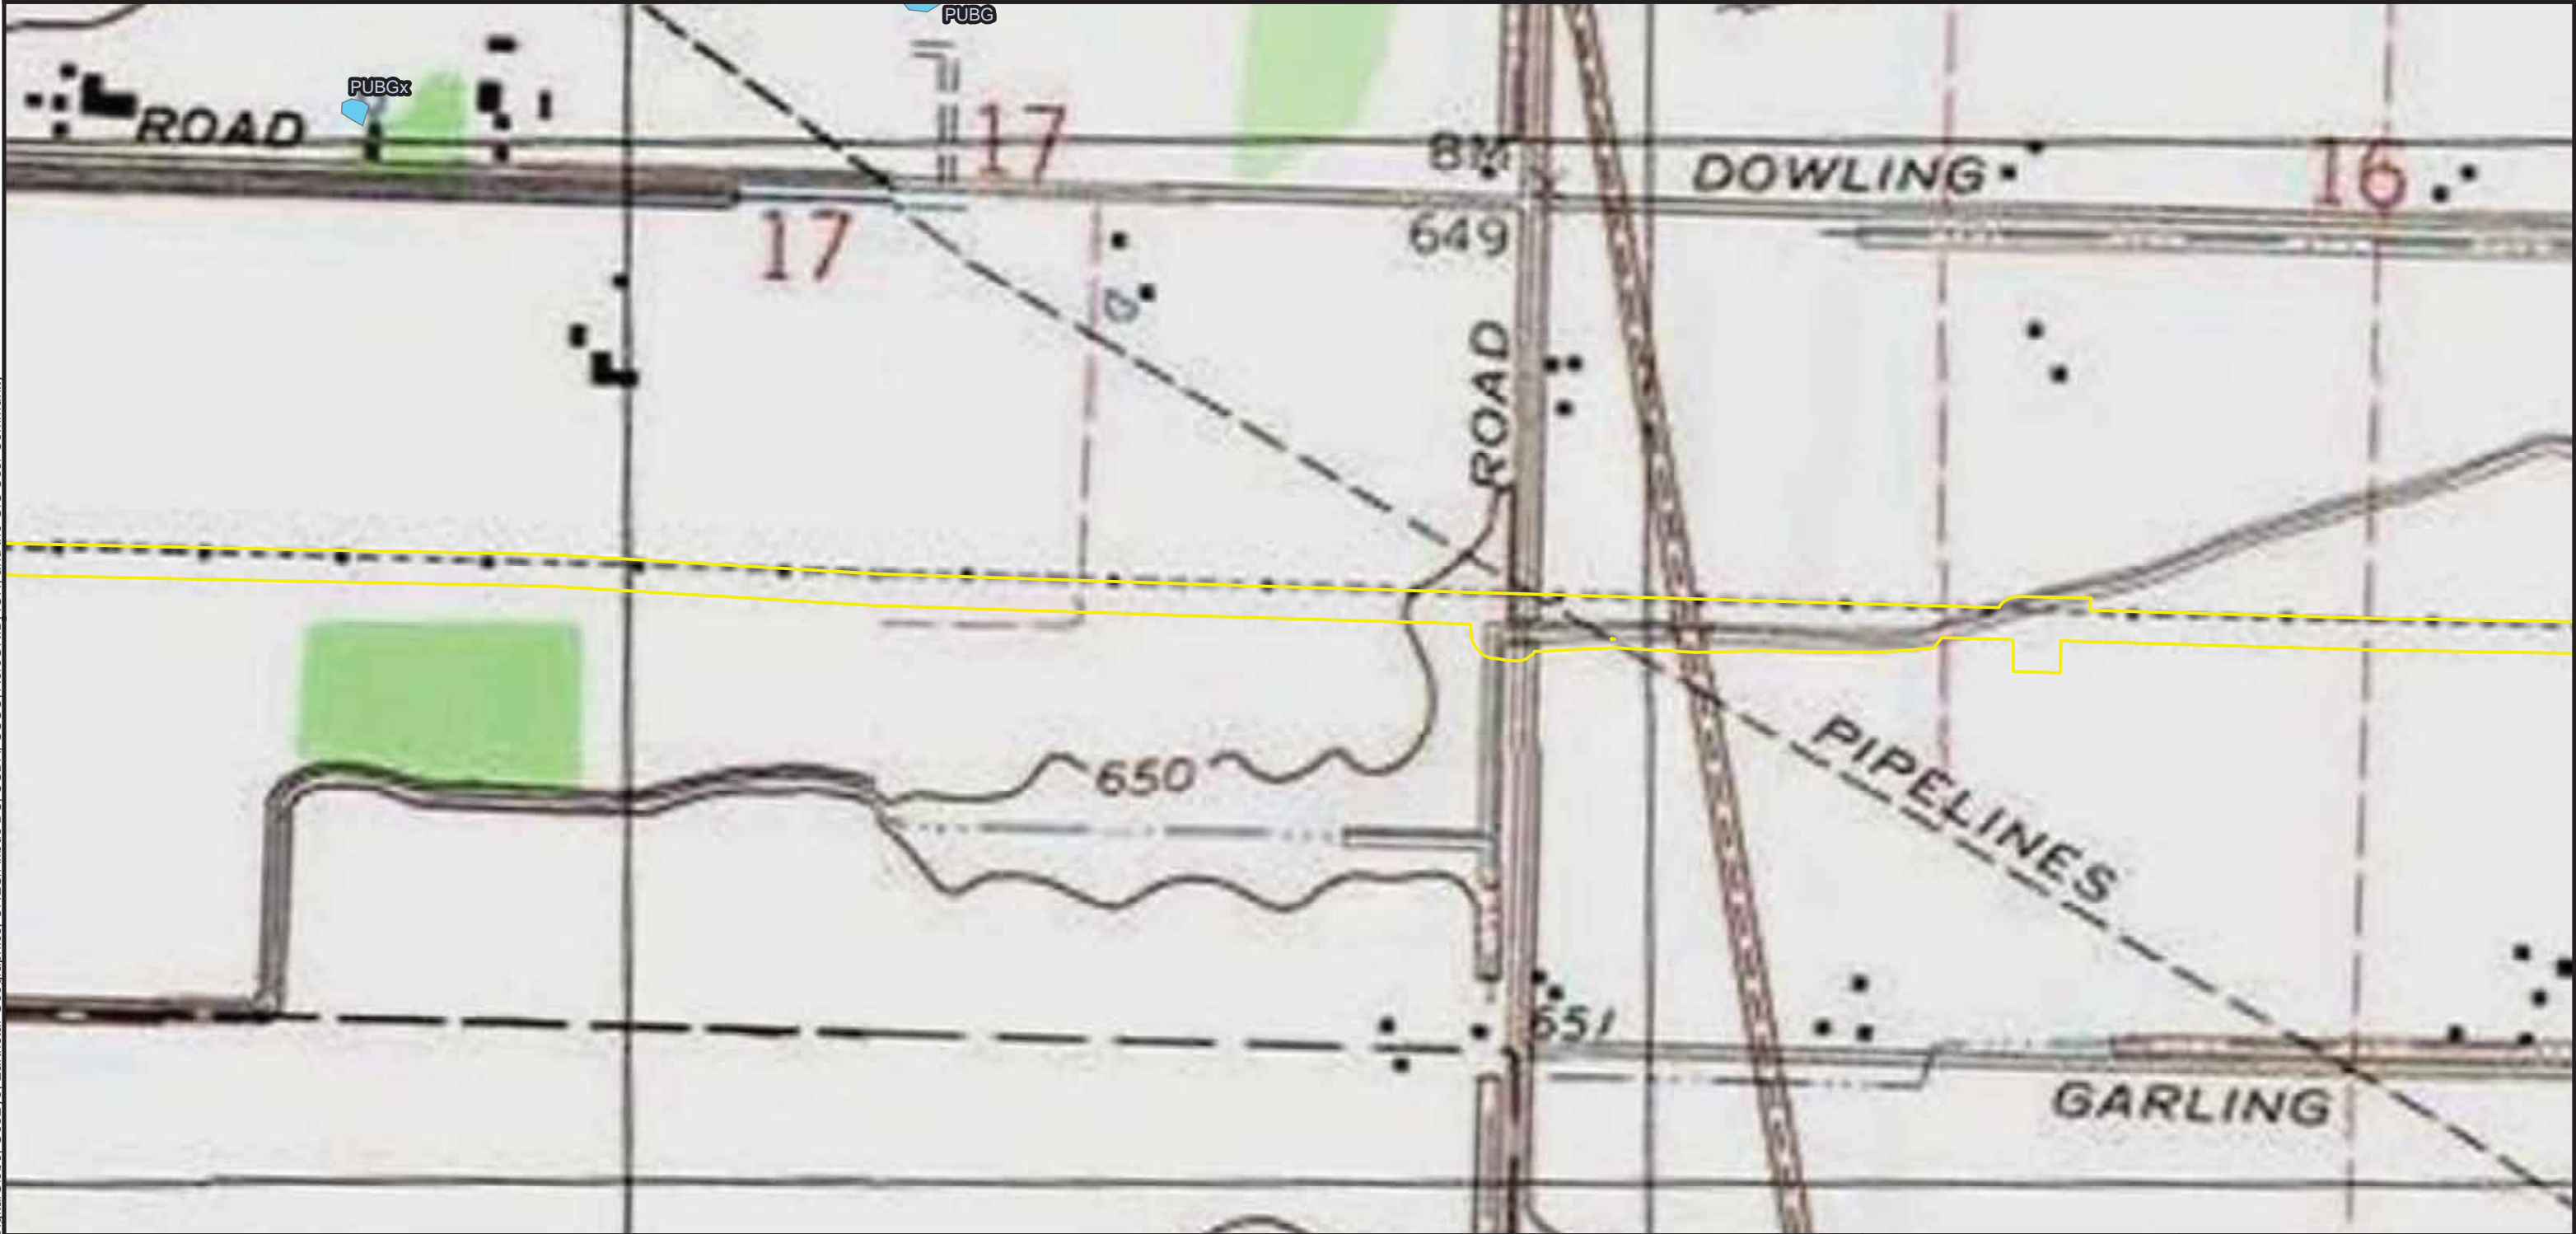 PUBG
PUBGx
ROAD
17
DOWLING
16
17
649
ROAD
650
PIPELINES
651
GARLING